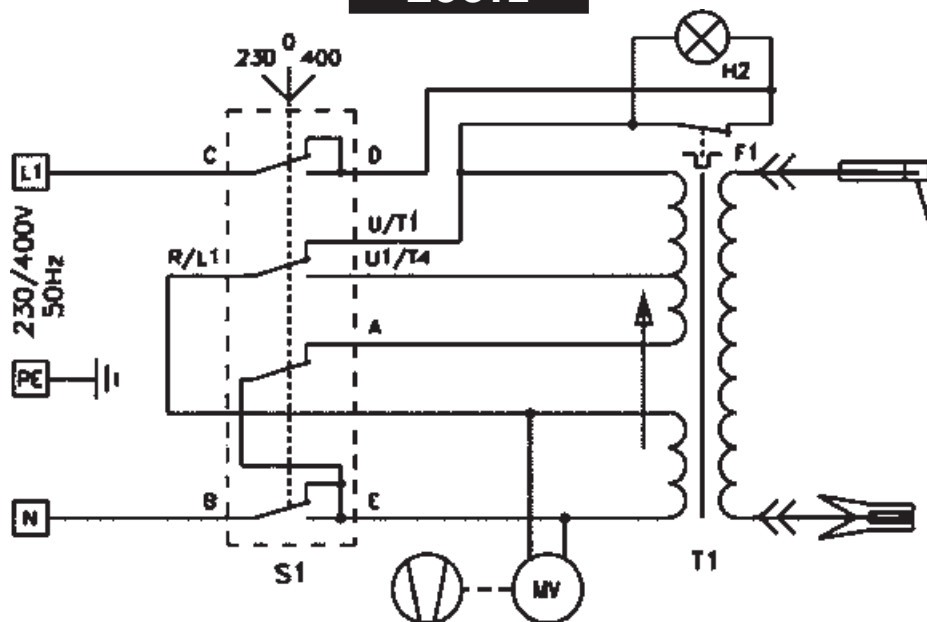 230 0 400
H2
C D
L1
F1
U/T1
R/L1 U1/T4
230/400V
50Hz
A
PE
B E
N
S1
MV
T1